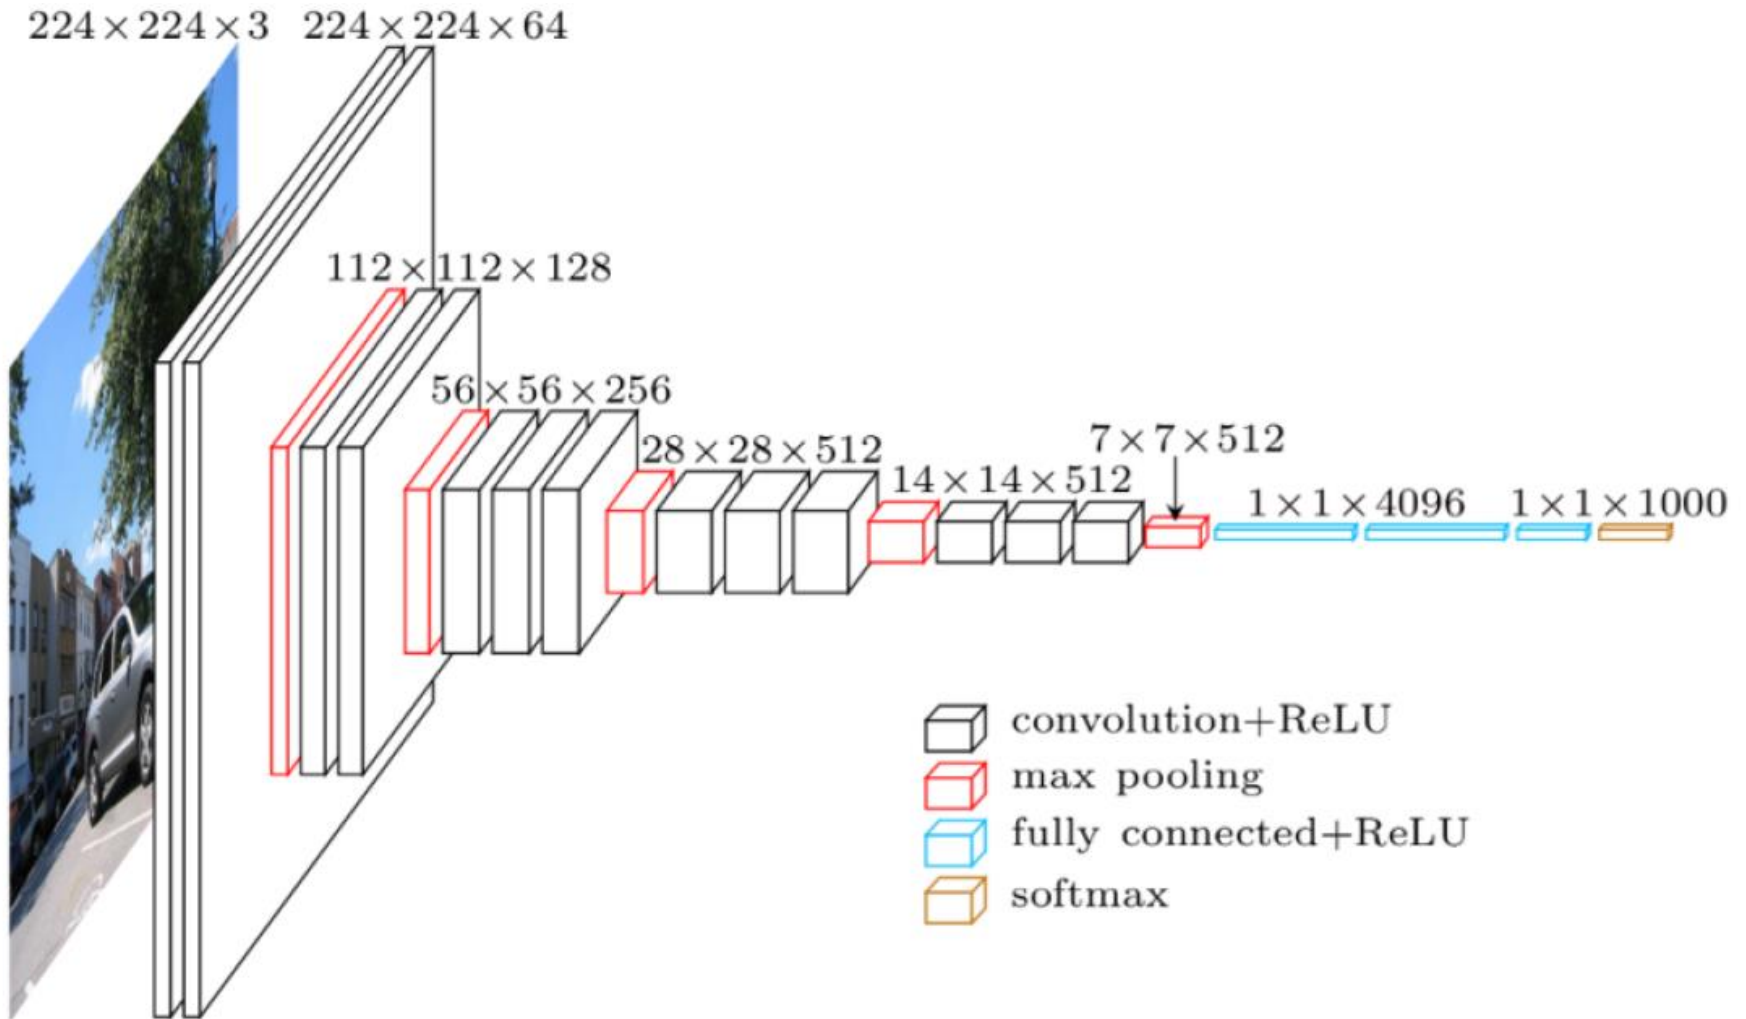 224×224×3
224×224×64
112×112×128
56×56×256
28×28×512
14×14×512
7×7×512
1×1×4096
1×1×1000
convolution+ReLU
max pooling
fully connected+ReLU
softmax